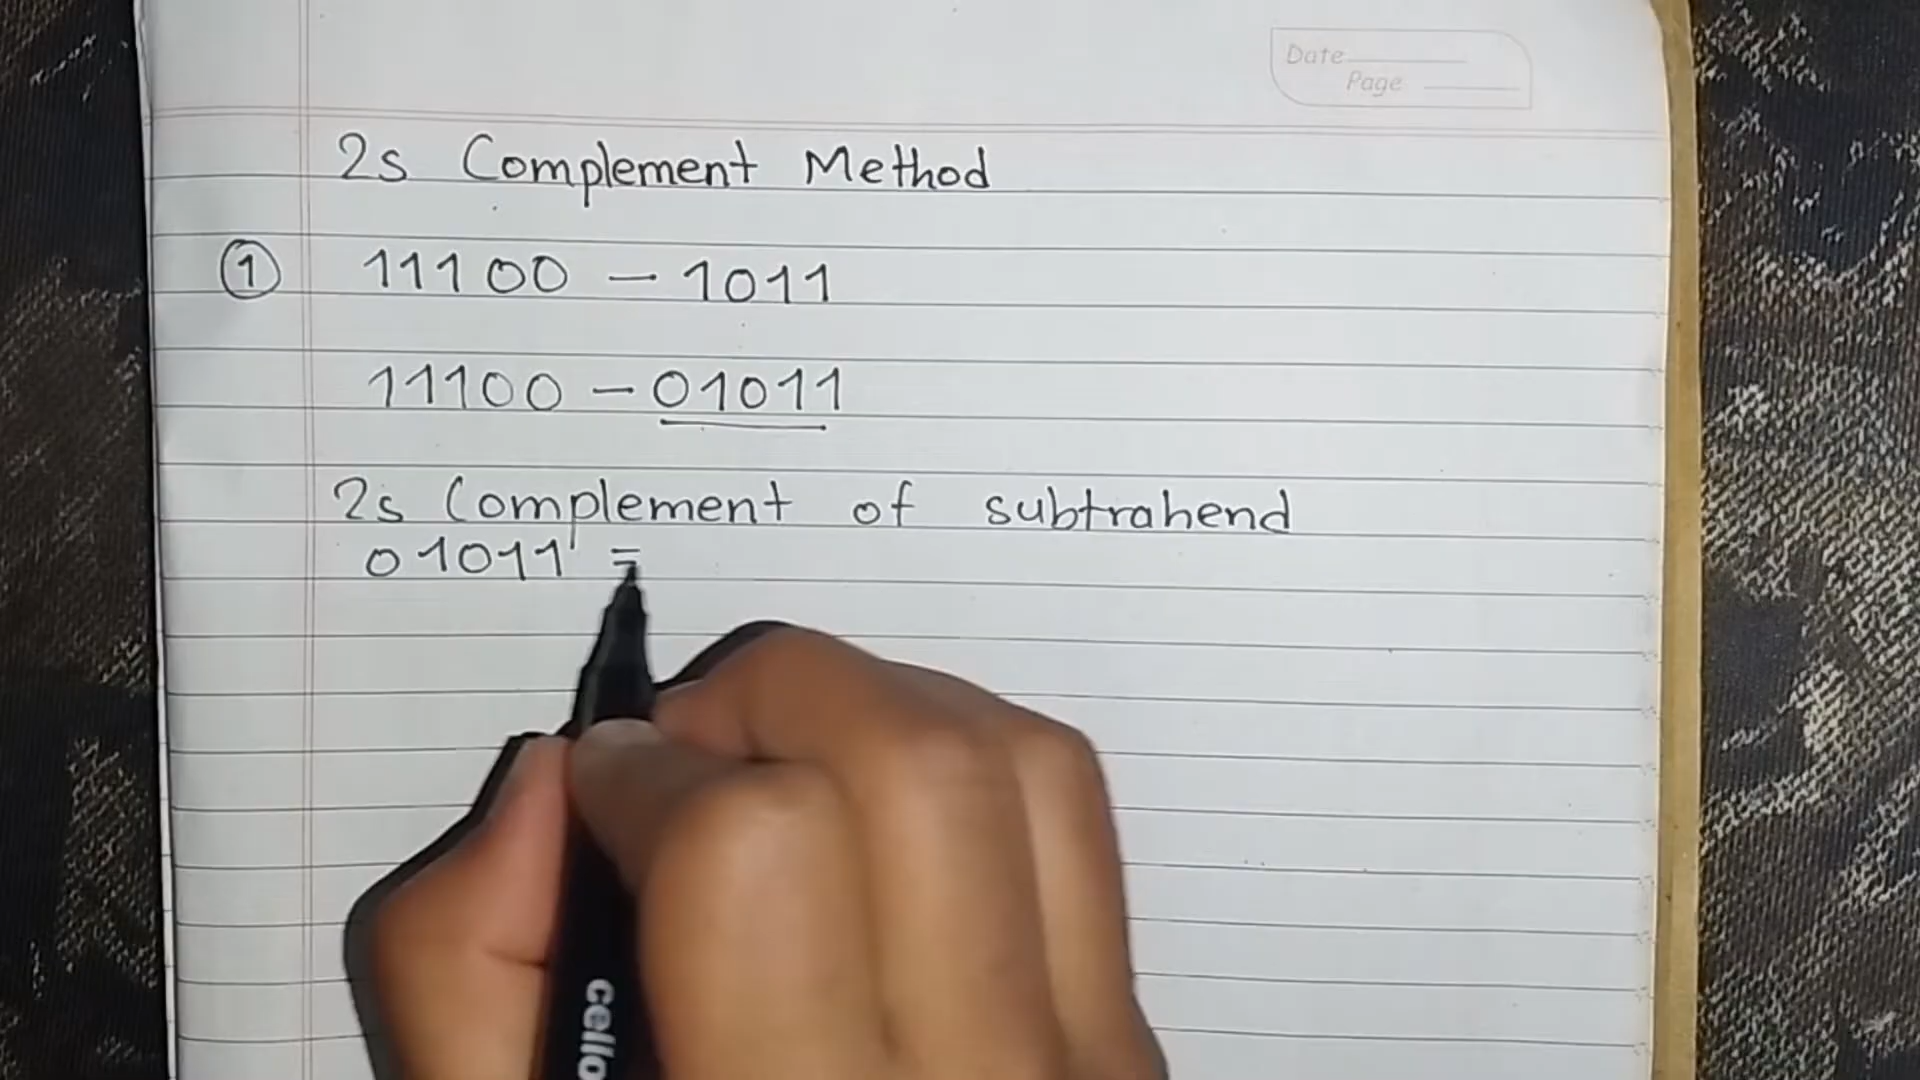 Date
Page
2s Complement Method
① 11100 - 1011
11100 - 01011
2s Complement of subtrahend
01011 =
cello